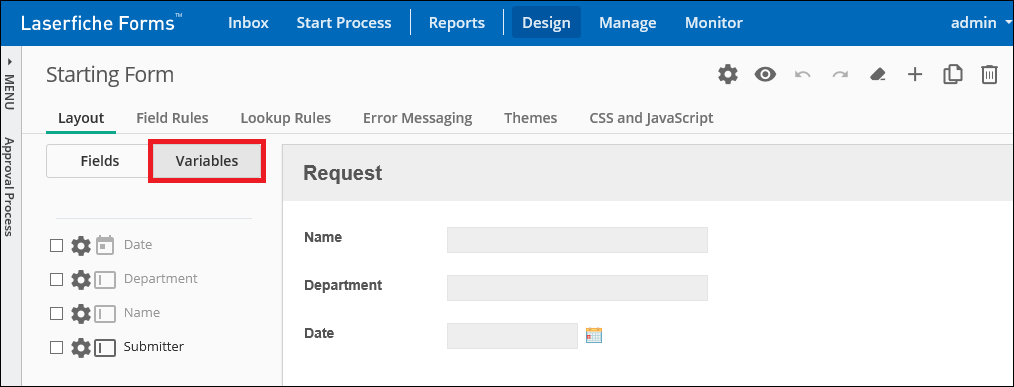 Laserfiche Forms™ Inbox Start Process Reports Design Manage Monitor admin
MENU
Approval Process
Starting Form
Layout Field Rules Lookup Rules Error Messaging Themes CSS and JavaScript
Fields Variables
Date
Department
Name
Submitter
Request
Name
Department
Date